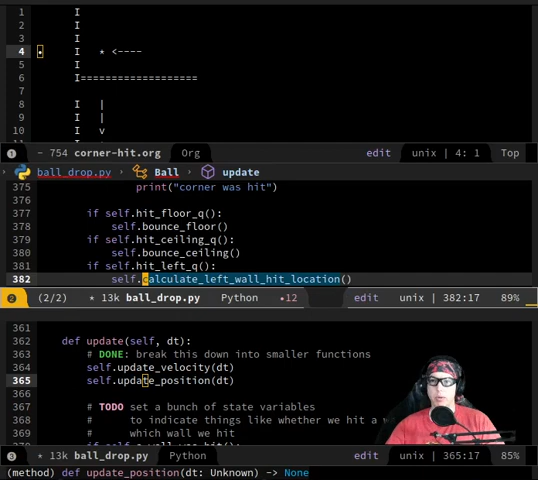 1 I
2 I
3 I
4 • I * <----
5 I
6 I===================
8 I |
9 I |
10 I v
1 - 754 corner-hit.org Org edit unix | 4: 1 Top
ball_drop.py Ball update
375 print("corner was hit")
376
377 if self.hit_floor_q():
378 self.bounce_floor()
379 if self.hit_ceiling_q():
380 self.bounce_ceiling()
381 if self.hit_left_q():
382 self.calculate_left_wall_hit_location()
2 (2/2) * 13k ball_drop.py Python •12 edit unix | 382:17 89%
361
362 def update(self, dt):
363 # DONE: break this down into smaller functions
364 self.update_velocity(dt)
365 self.update_position(dt)
366
367 # TODO set a bunch of state variables
368 # to indicate things like whether we hit a
369 # which wall we hit
3 * 13k ball_drop.py Python edit unix | 365:17 85%
(method) def update_position(dt: Unknown) -> None